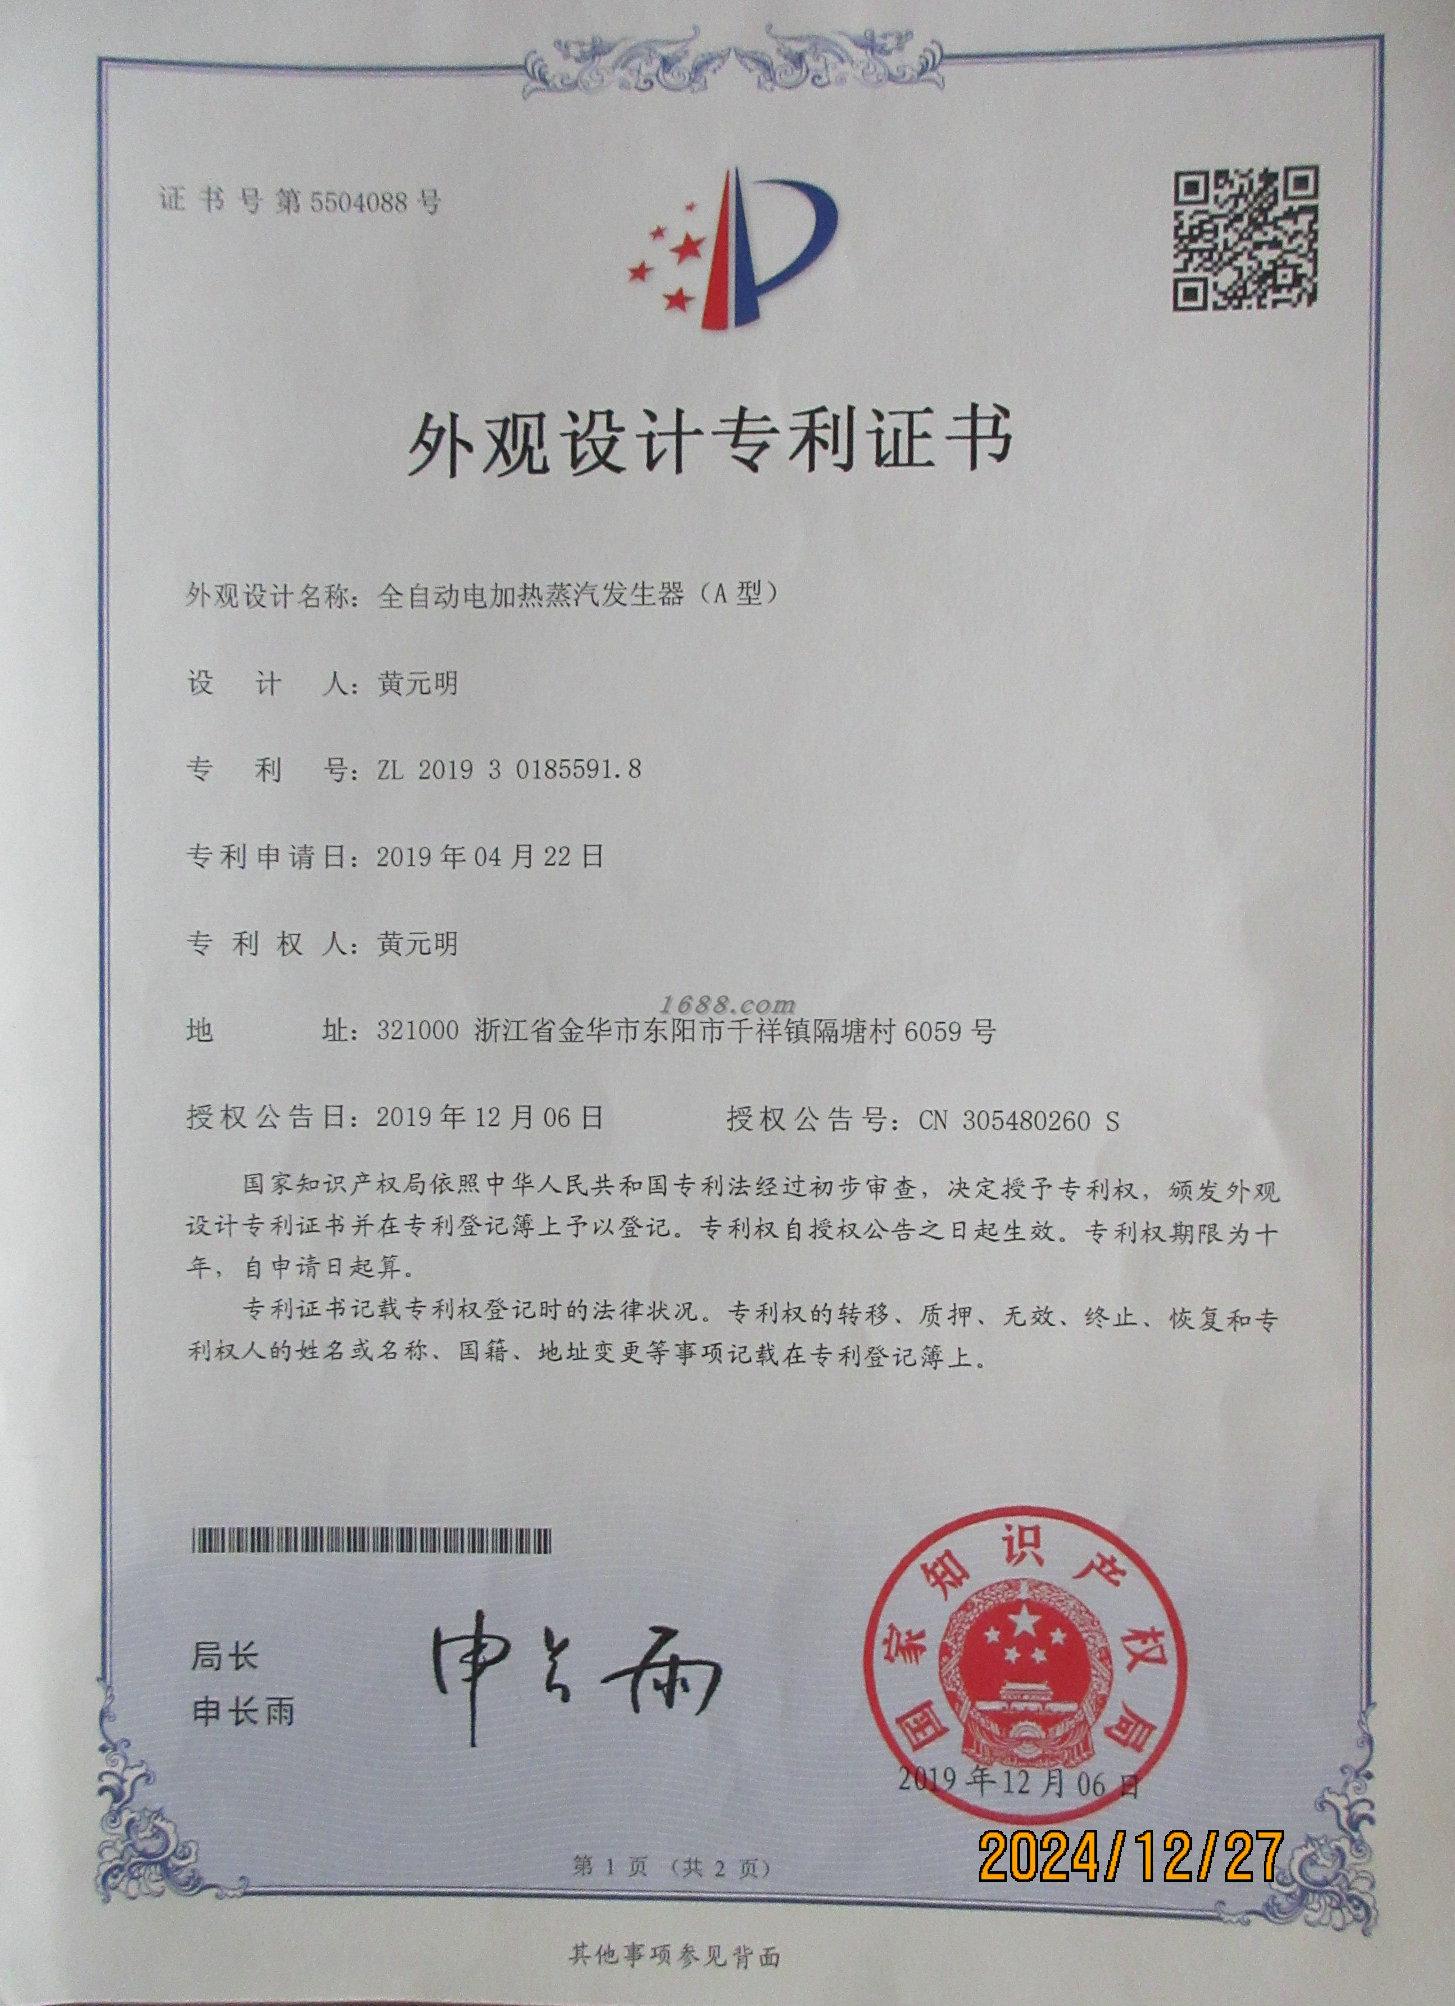 证书号第5504088号
外观设计专利证书
外观设计名称：全自动电加热蒸汽发生器（A型）
设计人：黄元明
专利号：ZL 2019 3 0185591.8
专利申请日：2019年04月22日
专利权人：黄元明
1688.com
地址：321000 浙江省金华市东阳市千祥镇隔塘村6059号
授权公告日：2019年12月06日 授权公告号：CN 305480260 S
国家知识产权局依照中华人民共和国专利法经过初步审查，决定授予专利权，颁发外观
设计专利证书并在专利登记簿上予以登记。专利权自授权公告之日起生效。专利权期限为十
年，自申请日起算。
专利证书记载专利权登记时的法律状况。专利权的转移、质押、无效、终止、恢复和专
利权人的姓名或名称、国籍、地址变更等事项记载在专利登记簿上。
局长
申长雨
申长雨
国家知识产权局
2019年12月06日
2024/12/27
第 1 页 （共 2 页）
其他事项参见背面